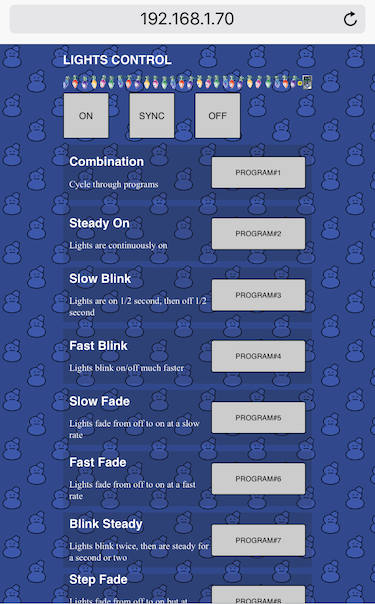 192.168.1.70
LIGHTS CONTROL
ON SYNC OFF
Combination
Cycle through programs
PROGRAM#1
Steady On
Lights are continuously on
PROGRAM#2
Slow Blink
Lights are on 1/2 second, then off 1/2
second
PROGRAM#3
Fast Blink
Lights blink on/off much faster
PROGRAM#4
Slow Fade
Lights fade from off to on at a slow
rate
PROGRAM#5
Fast Fade
Lights fade from off to on at a fast
rate
PROGRAM#6
Blink Steady
Lights blink twice, then are steady for
a second or two
PROGRAM#7
Step Fade
Lights fade from off to on but at
PROGRAM#8